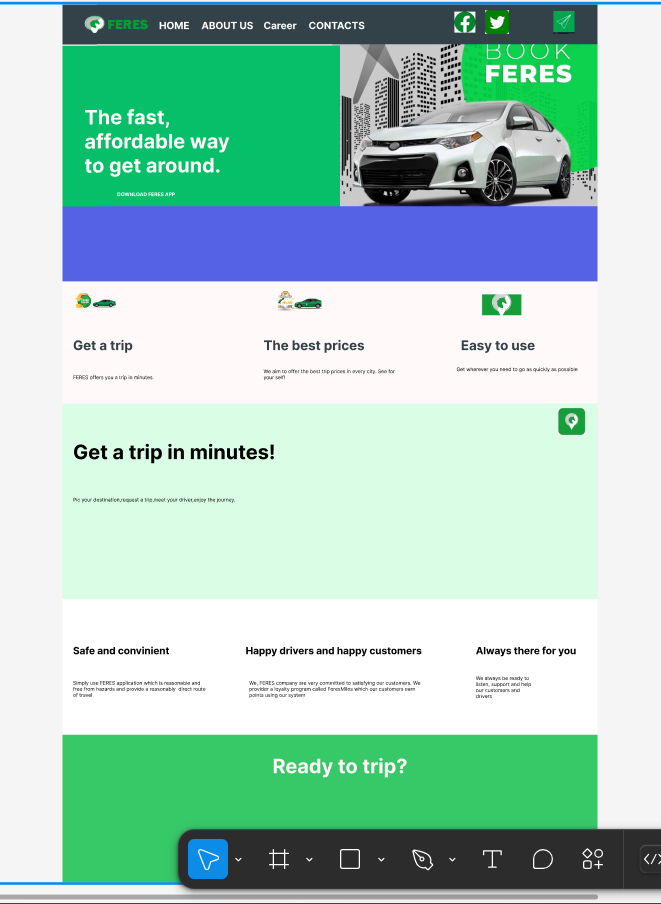 FERES HOME ABOUT US Career CONTACTS
BOOK
FERES
The fast,
affordable way
to get around.
DOWNLOAD FERES APP
Get a trip
The best prices
Easy to use
FERES offers you a trip in minutes.
We aim to offer the best trip prices in every city. See for
your self!
Get wherever you need to go as quickly as possible
Get a trip in minutes!
Pic your destination,request a trip,meet your driver,enjoy the journey.
Safe and convinient
Happy drivers and happy customers
Always there for you
Simply use FERES application which is reasonable and
free from hazards and provide a reasonably direct route
of travel
We, FERES company are very committed to satisfying our customers. We
provider a loyalty program called FeresMiles which our customers earn
points using our system
We always be ready to
listen, support and help
our customers and
drivers
Ready to trip?